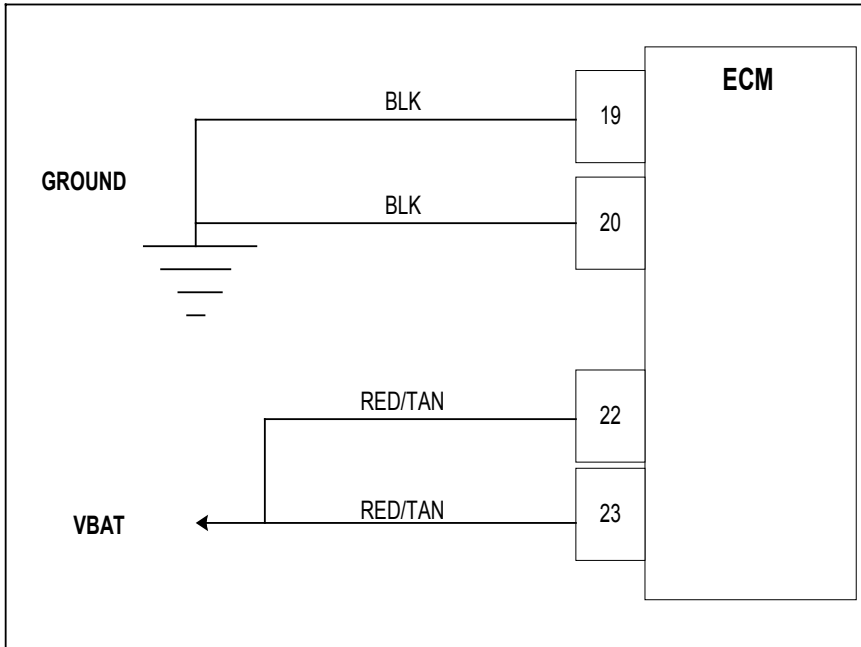 ECM
BLK
19
GROUND
BLK
20
RED/TAN
22
VBAT
RED/TAN
23